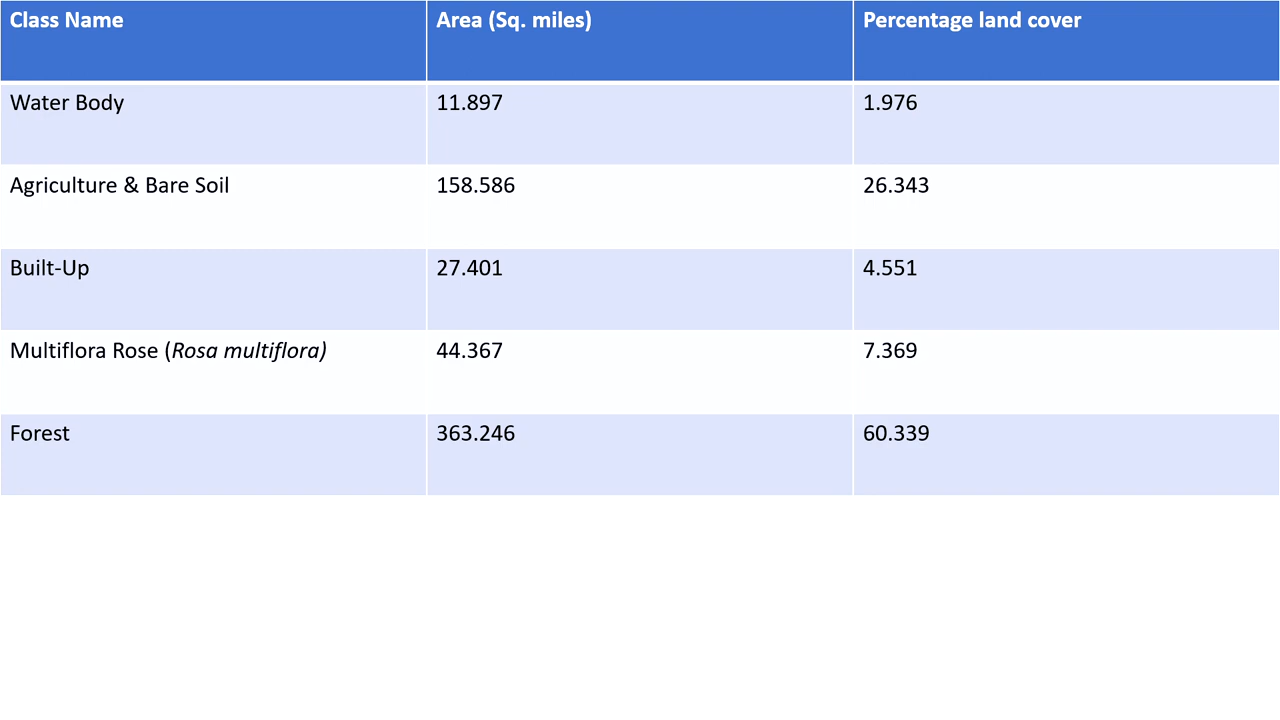 Class Name Area (Sq. miles) Percentage land cover
Water Body 11.897 1.976
Agriculture & Bare Soil 158.586 26.343
Built-Up 27.401 4.551
Multiflora Rose (Rosa multiflora) 44.367 7.369
Forest 363.246 60.339